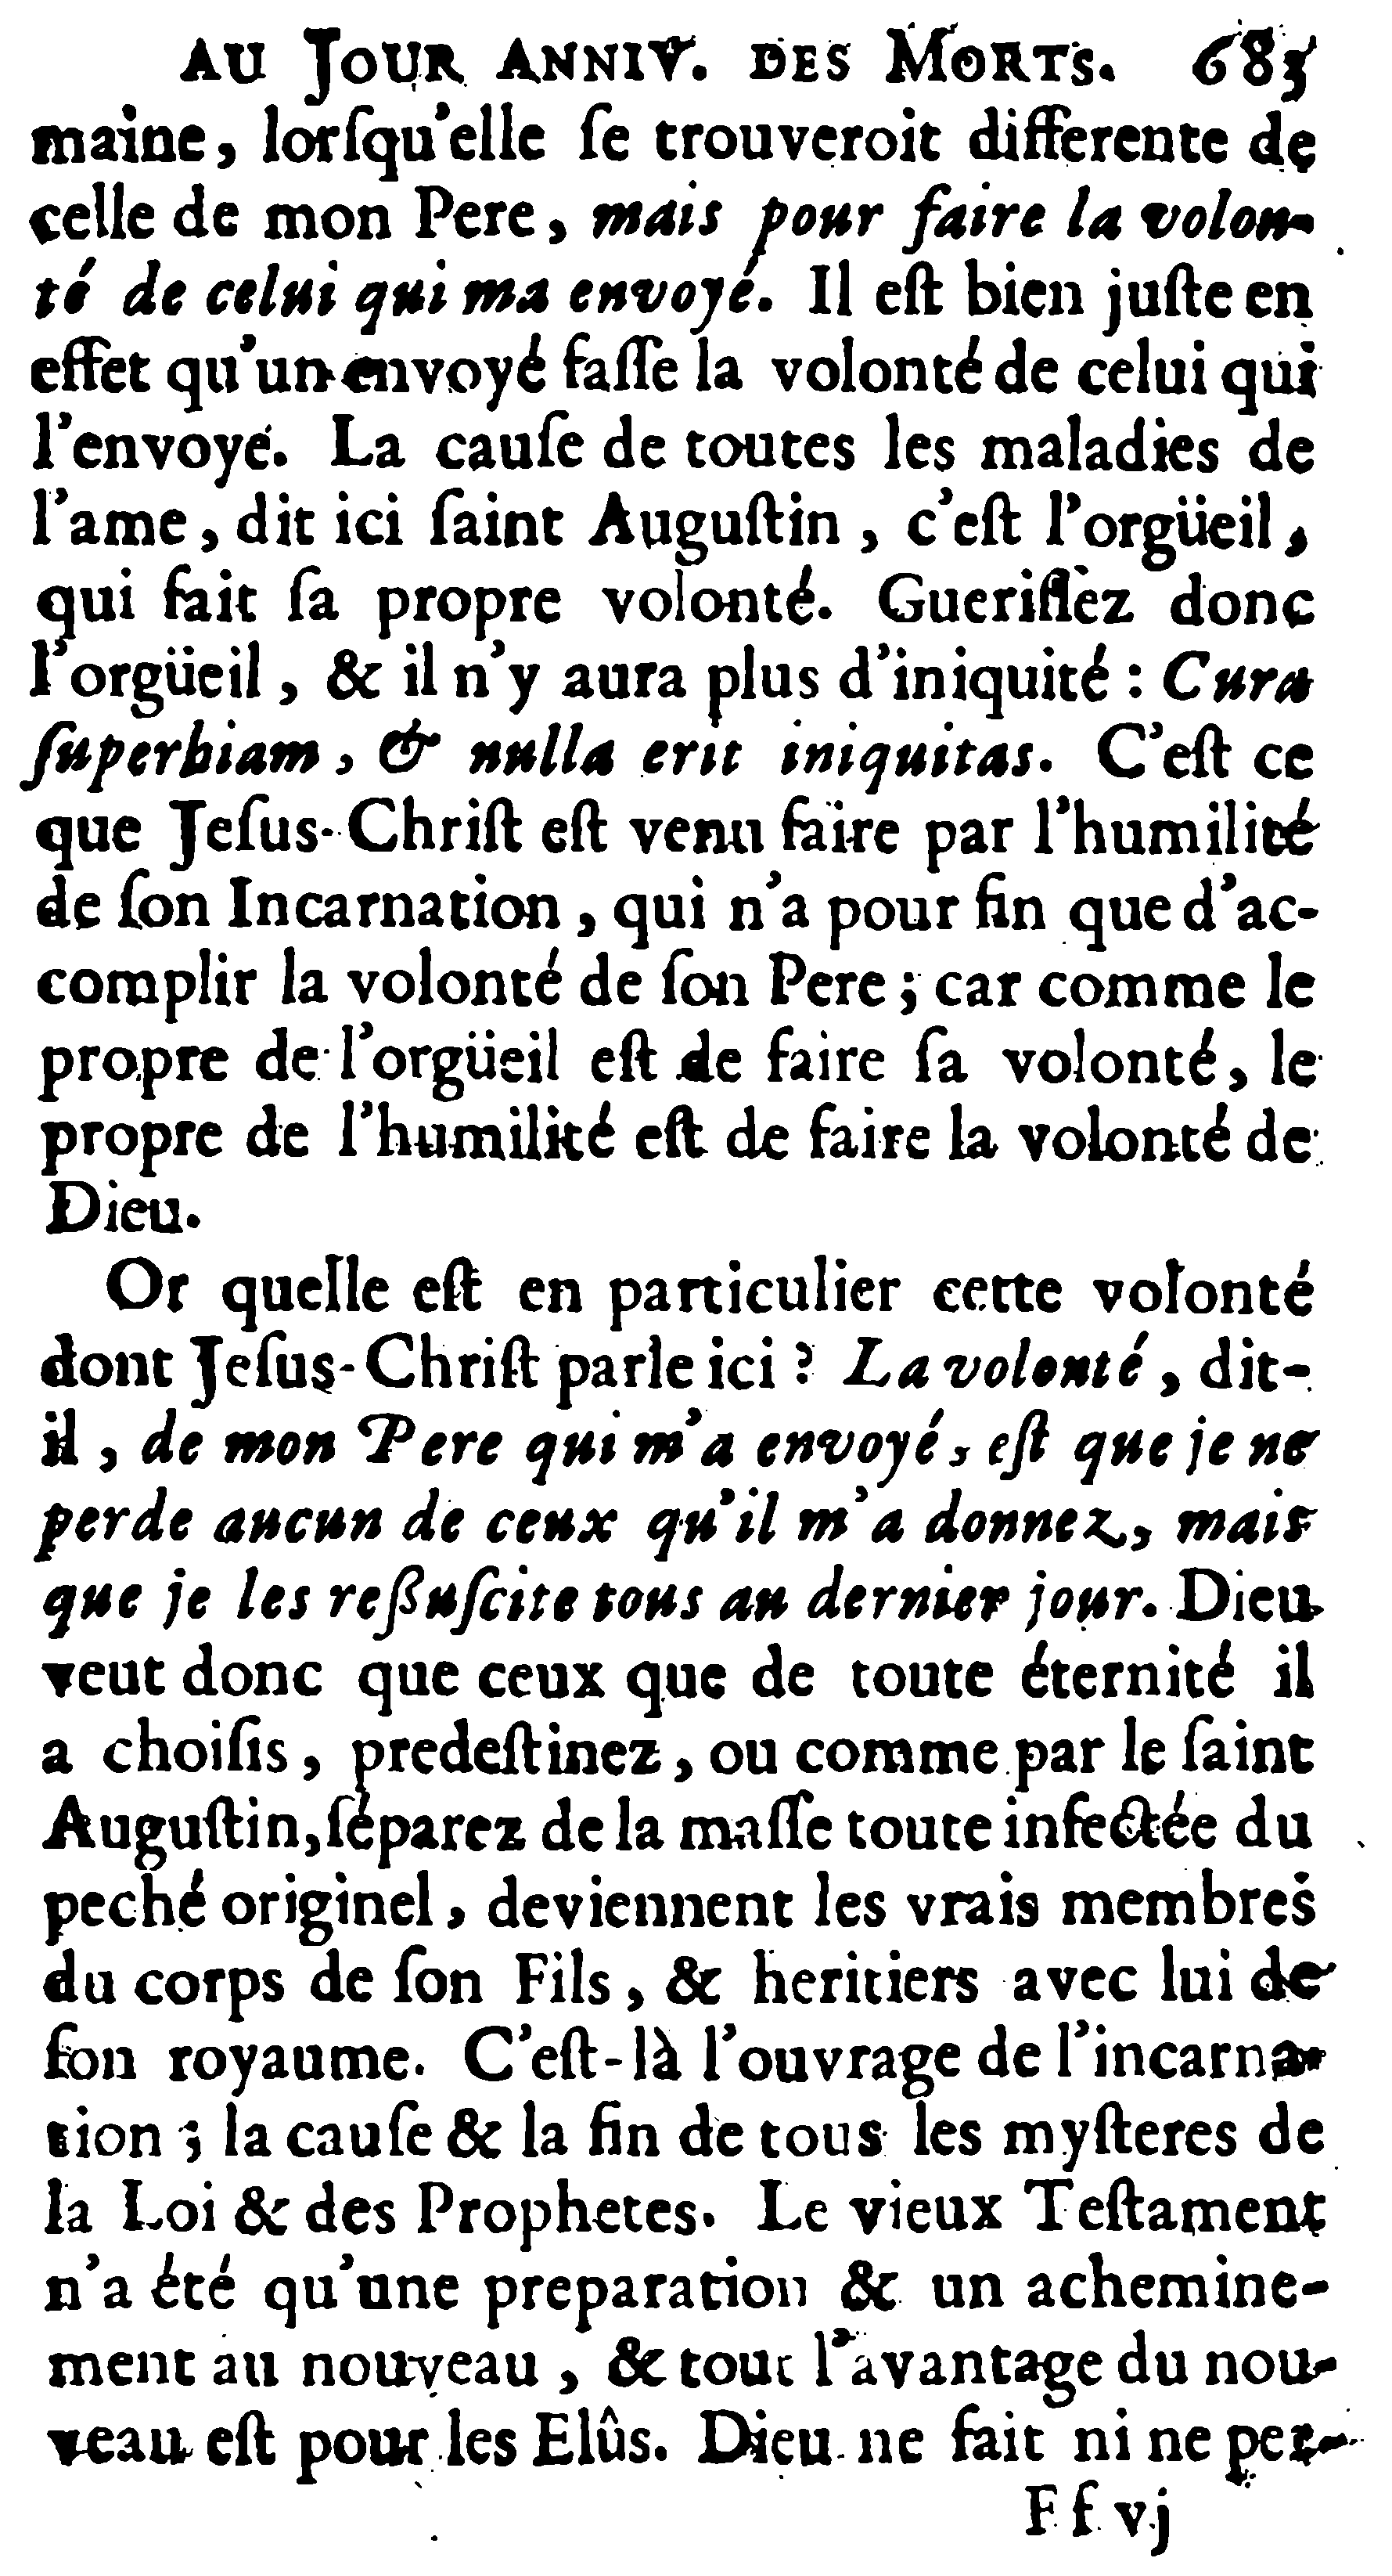 AU JOUR ANNIV. DES MORTS. 683
maine, lorſqu'elle ſe trouveroit differente de
celle de mon Pere, mais pour faire la volon-
té de celui qui ma envoyé. Il eſt bien juſte en
effet qu'un envoyé faſſe la volonté de celui qui
l'envoye. La cauſe de toutes les maladies de
l'ame, dit ici ſaint Auguſtin, c'eſt l'orgüeil,
qui fait ſa propre volonté. Gueriſſez donc
l'orgüeil, & il n'y aura plus d'iniquité : Cura
ſuperbiam, & nulla erit iniquitas. C'eſt ce
que Jeſus-Chriſt eſt venu faire par l'humilité
de ſon Incarnation, qui n'a pour fin que d'ac-
complir la volonté de ſon Pere ; car comme le
propre de l'orgüeil eſt de faire ſa volonté, le
propre de l'humilité eſt de faire la volonté de
Dieu.
Or quelle eſt en particulier cette volonté
dont Jeſus-Chriſt parle ici ? La volonté, dit-
il, de mon Pere qui m'a envoyé, eſt que je ne
perde aucun de ceux qu'il m'a donnez, mais
que je les reßuſcite tous au dernier jour. Dieu
veut donc que ceux que de toute éternité il
a choiſis, predeſtinez, ou comme par le ſaint
Auguſtin, ſéparez de la maſſe toute infectée du
peché originel, deviennent les vrais membres
du corps de ſon Fils, & heritiers avec lui de
ſon royaume. C'eſt-là l'ouvrage de l'incarna-
tion ; la cauſe & la fin de tous les myſteres de
la Loi & des Prophetes. Le vieux Teſtament
n'a été qu'une preparation & un achemine-
ment au nouveau, & tout l'avantage du nou-
veau eſt pour les Elûs. Dieu ne fait ni ne per-
F f vj